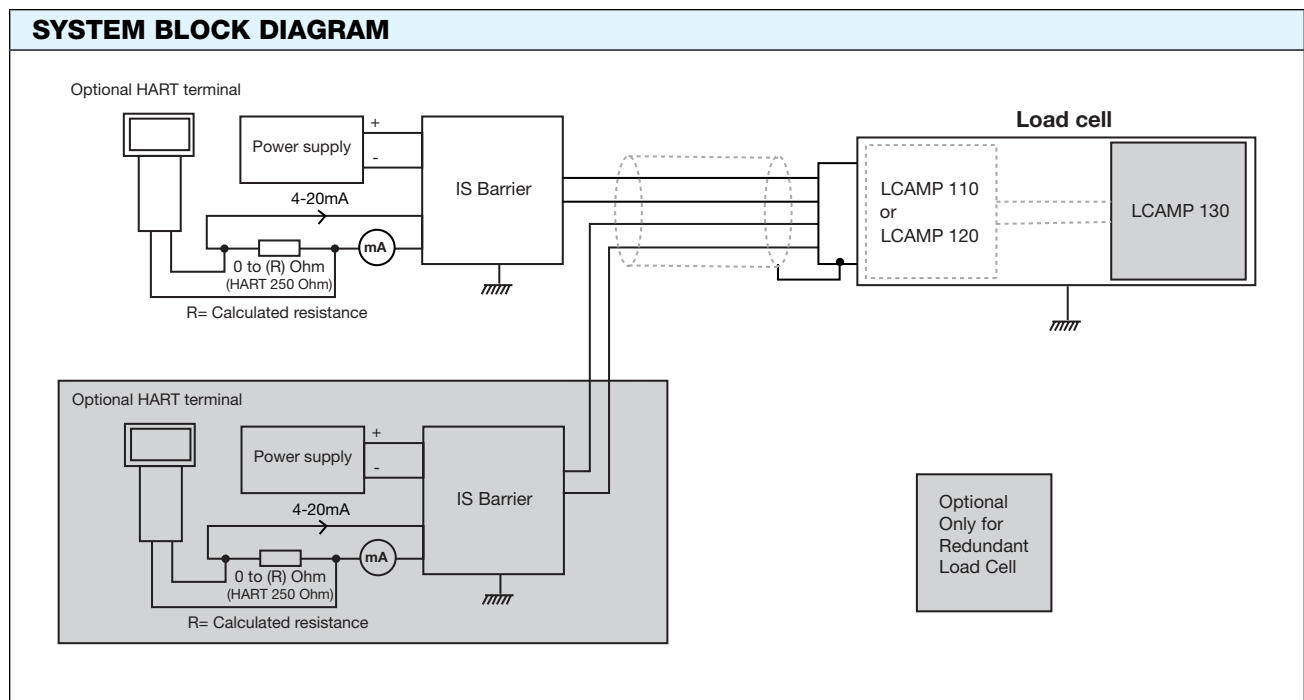 SYSTEM BLOCK DIAGRAM
Optional HART terminal
Power supply
+
-
IS Barrier
4-20mA
mA
0 to (R) Ohm
(HART 250 Ohm)
R= Calculated resistance
Load cell
LCAMP 110
or
LCAMP 120
LCAMP 130
Optional HART terminal
Power supply
+
-
IS Barrier
4-20mA
mA
0 to (R) Ohm
(HART 250 Ohm)
R= Calculated resistance
Optional
Only for
Redundant
Load Cell